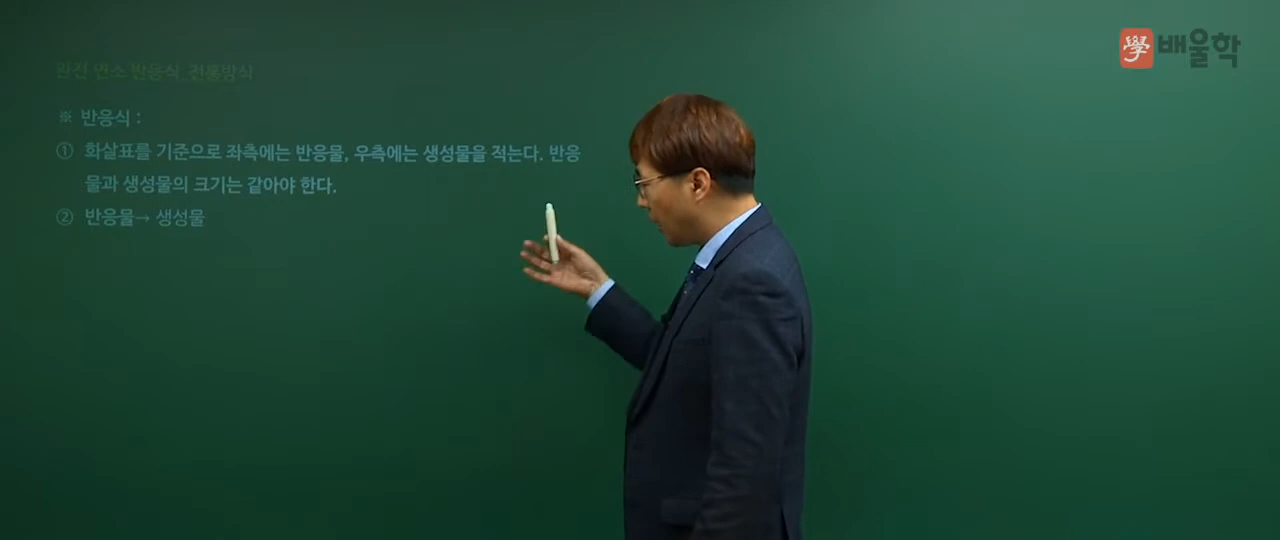 완전 연소 반응식_전통방식
學 배울학
※ 반응식 :
① 화살표를 기준으로 좌측에는 반응물, 우측에는 생성물을 적는다. 반응
물과 생성물의 크기는 같아야 한다.
② 반응물→ 생성물